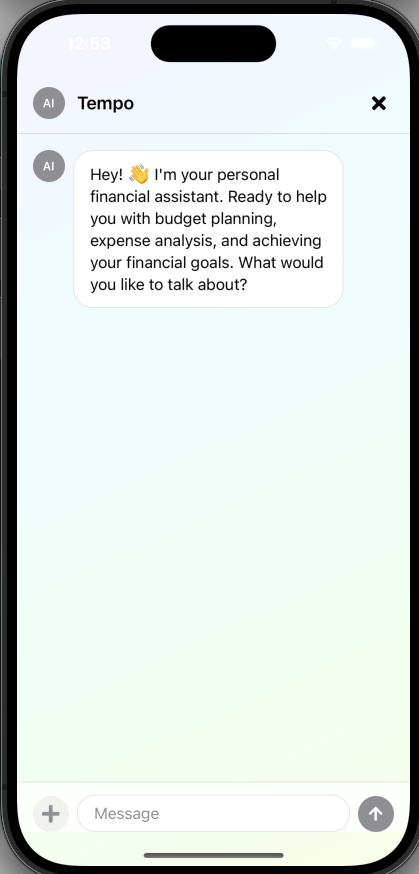 12:53
AI Tempo
AI
Hey! 👋 I'm your personal
financial assistant. Ready to help
you with budget planning,
expense analysis, and achieving
your financial goals. What would
you like to talk about?
Message